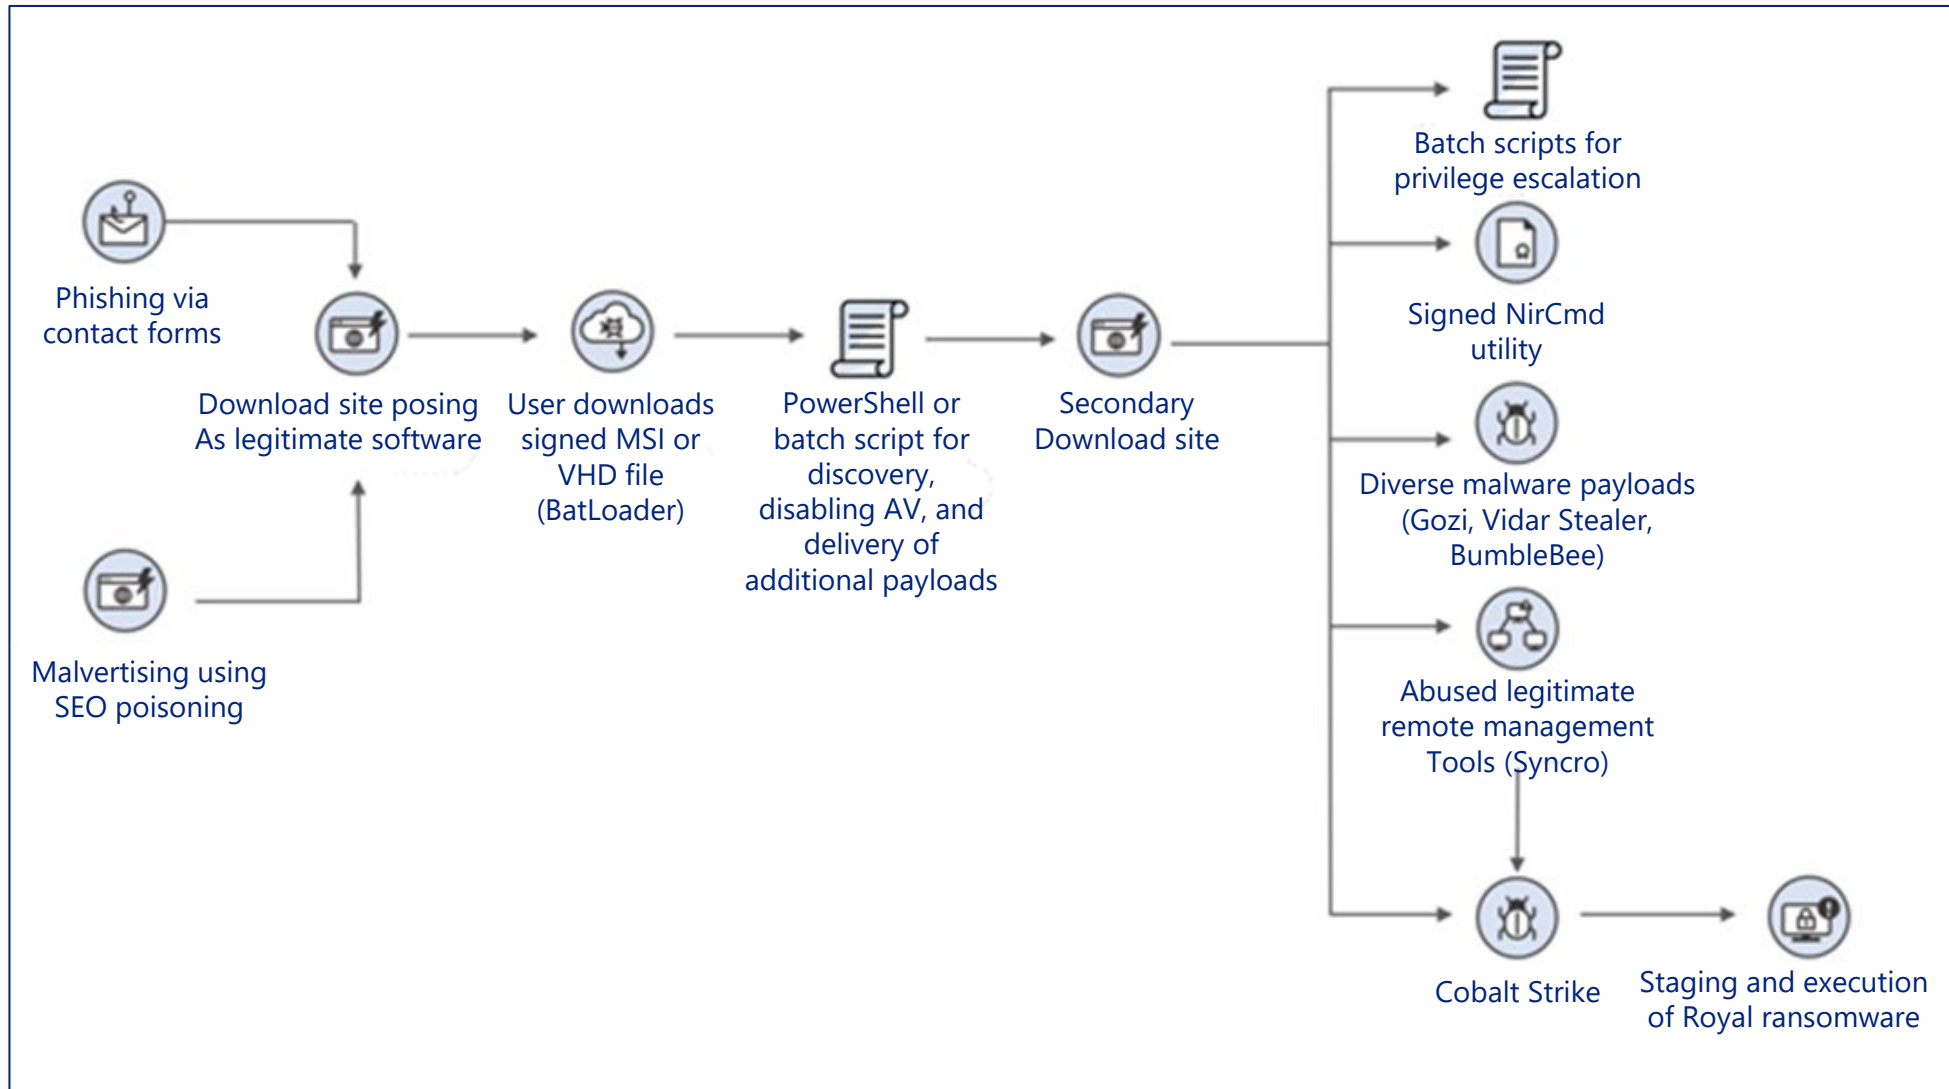 Phishing via
contact forms
Malvertising using
SEO poisoning
Download site posing
As legitimate software
User downloads
signed MSI or
VHD file
(BatLoader)
PowerShell or
batch script for
discovery,
disabling AV, and
delivery of
additional payloads
Secondary
Download site
Batch scripts for
privilege escalation
Signed NirCmd
utility
Diverse malware payloads
(Gozi, Vidar Stealer,
BumbleBee)
Abused legitimate
remote management
Tools (Syncro)
Cobalt Strike
Staging and execution
of Royal ransomware